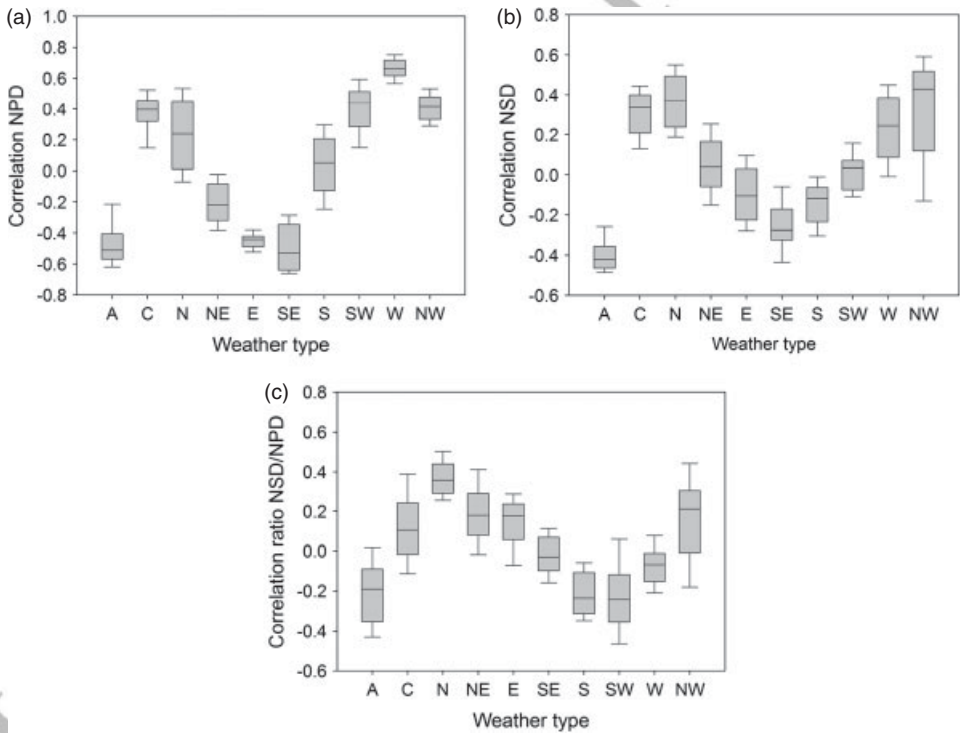 (a)
Correlation NPD
1.0
0.8
0.6
0.4
0.2
0.0
-0.2
-0.4
-0.6
-0.8
A C N NE E SE S SW W NW
Weather type
(b)
Correlation NSD
0.8
0.6
0.4
0.2
0.0
-0.2
-0.4
-0.6
A C N NE E SE S SW W NW
Weather type
(c)
Correlation ratio NSD/NPD
0.8
0.6
0.4
0.2
0.0
-0.2
-0.4
-0.6
A C N NE E SE S SW W NW
Weather type